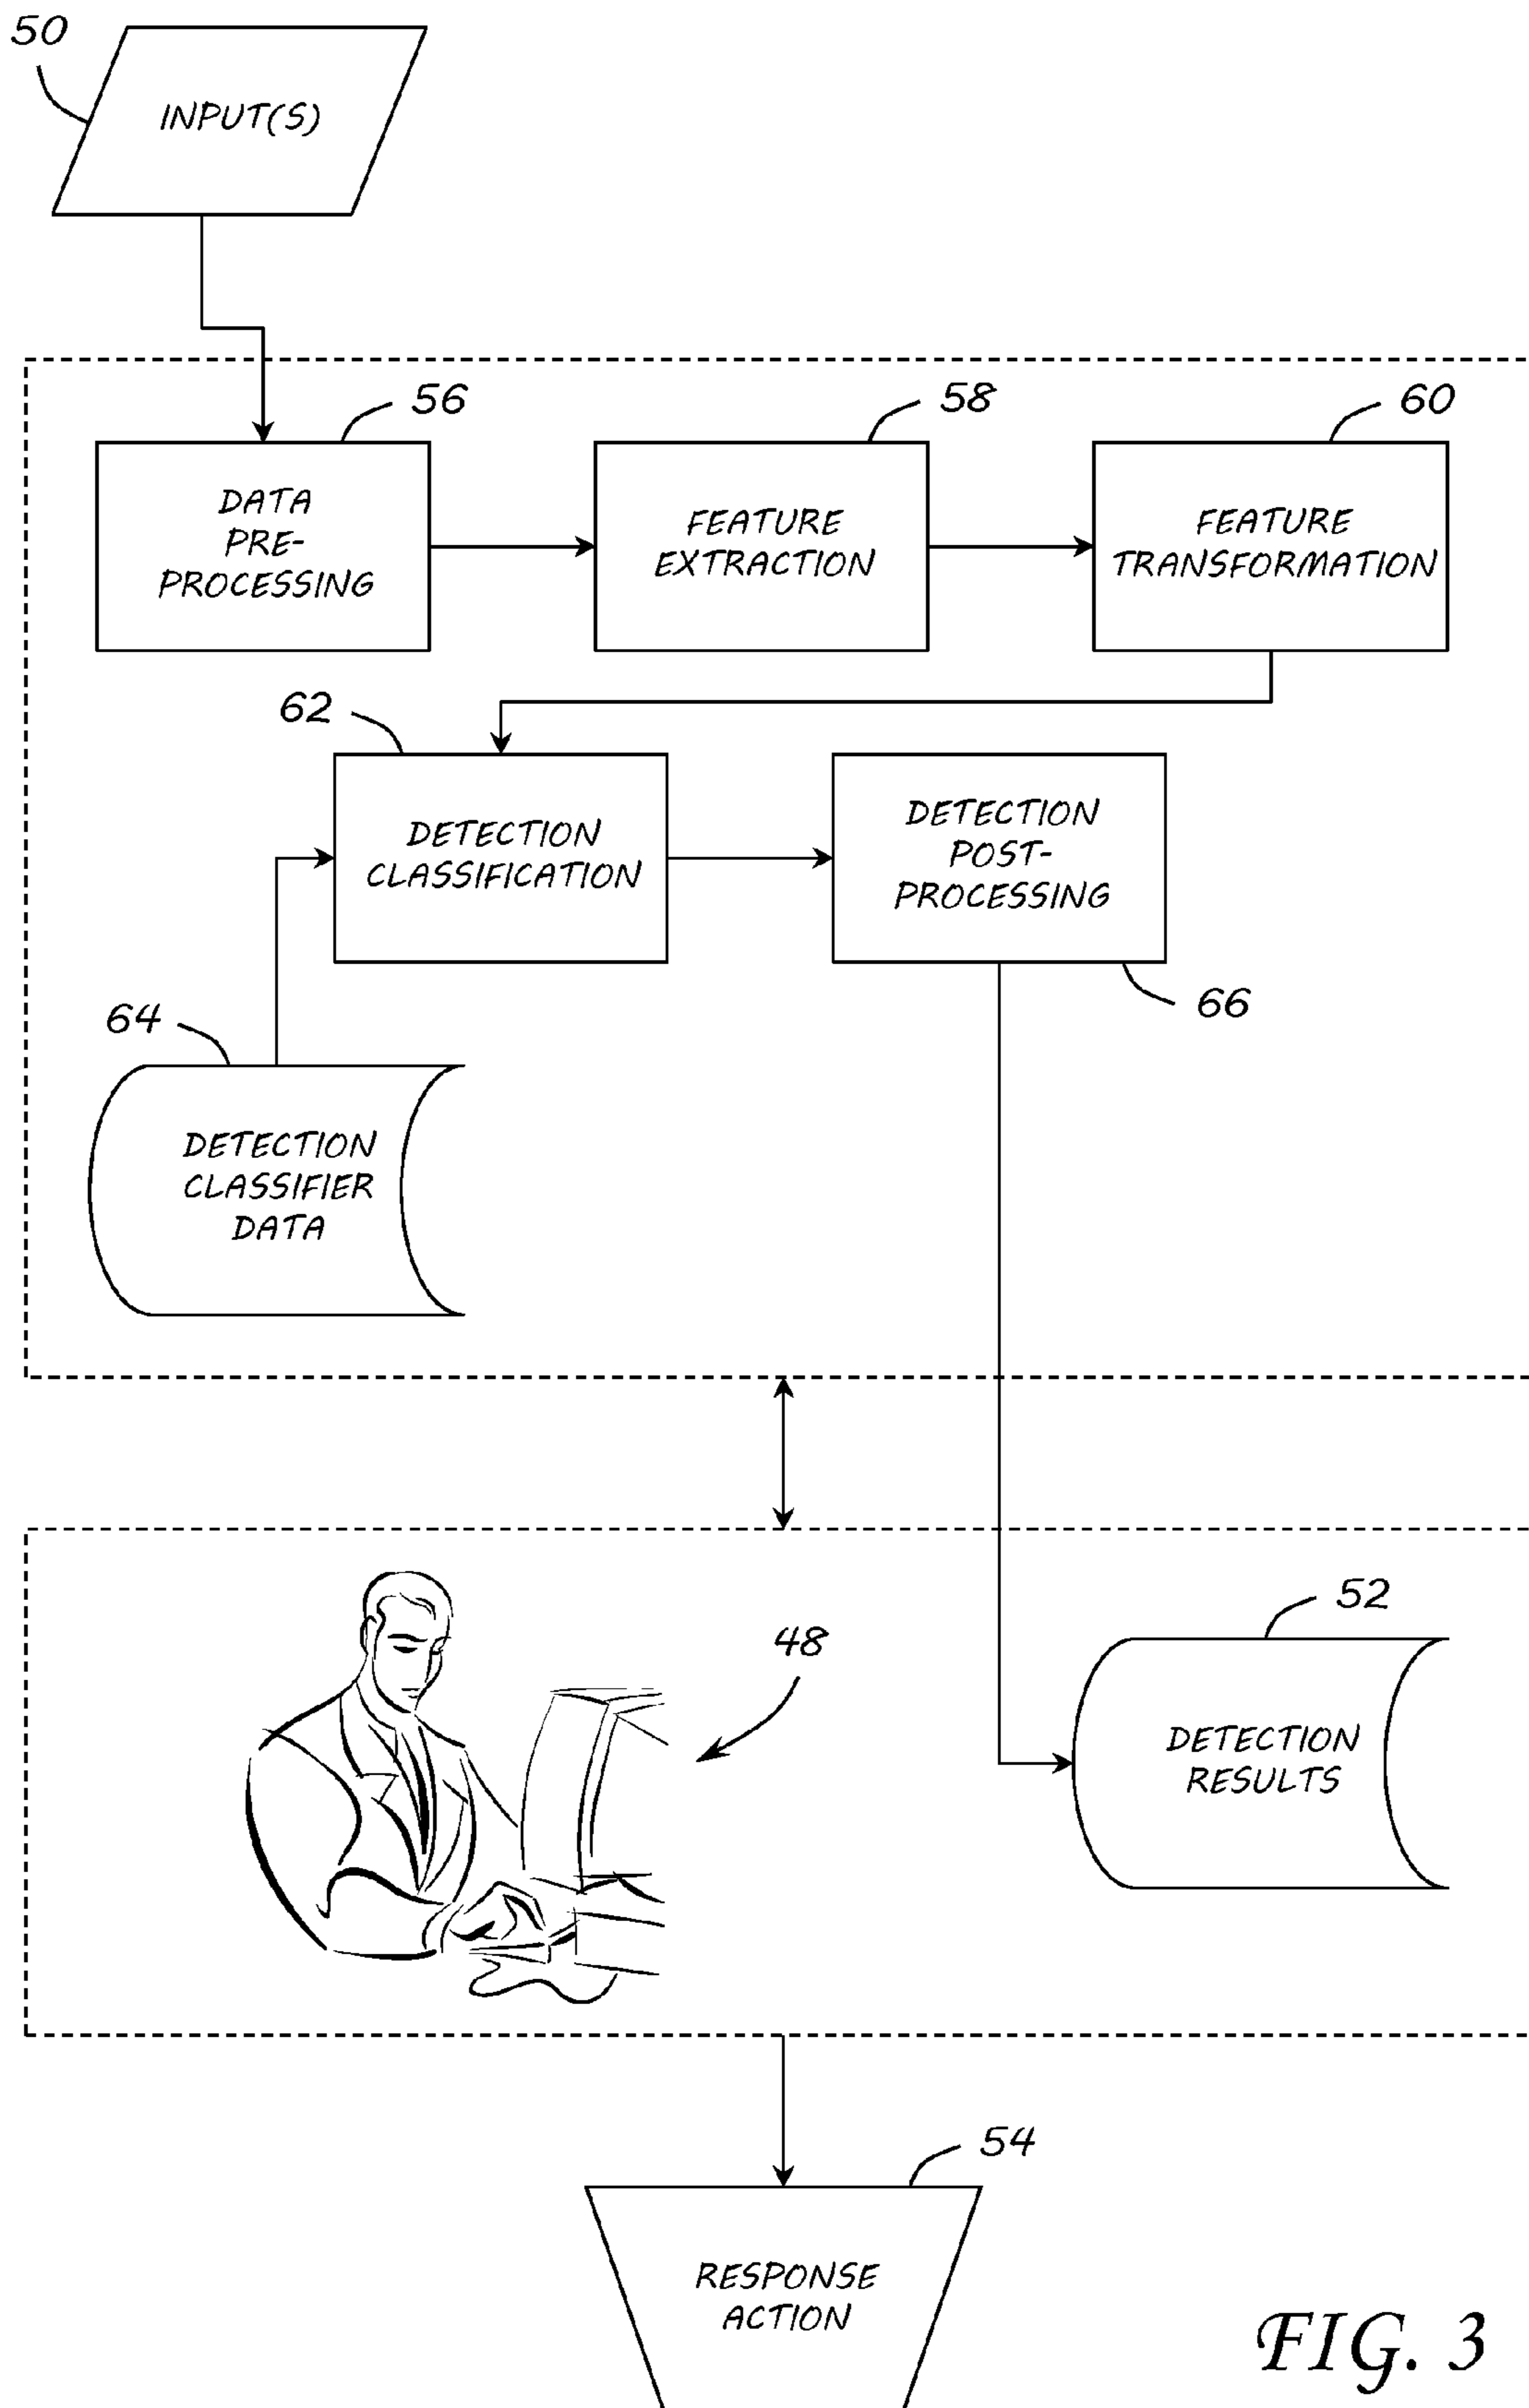 50
INPUT(S)
56
58
60
DATA
PRE-
PROCESSING
FEATURE
EXTRACTION
FEATURE
TRANSFORMATION
62
DETECTION
CLASSIFICATION
DETECTION
POST-
PROCESSING
66
64
DETECTION
CLASSIFIER
DATA
52
48
DETECTION
RESULTS
54
RESPONSE
ACTION
FIG. 3